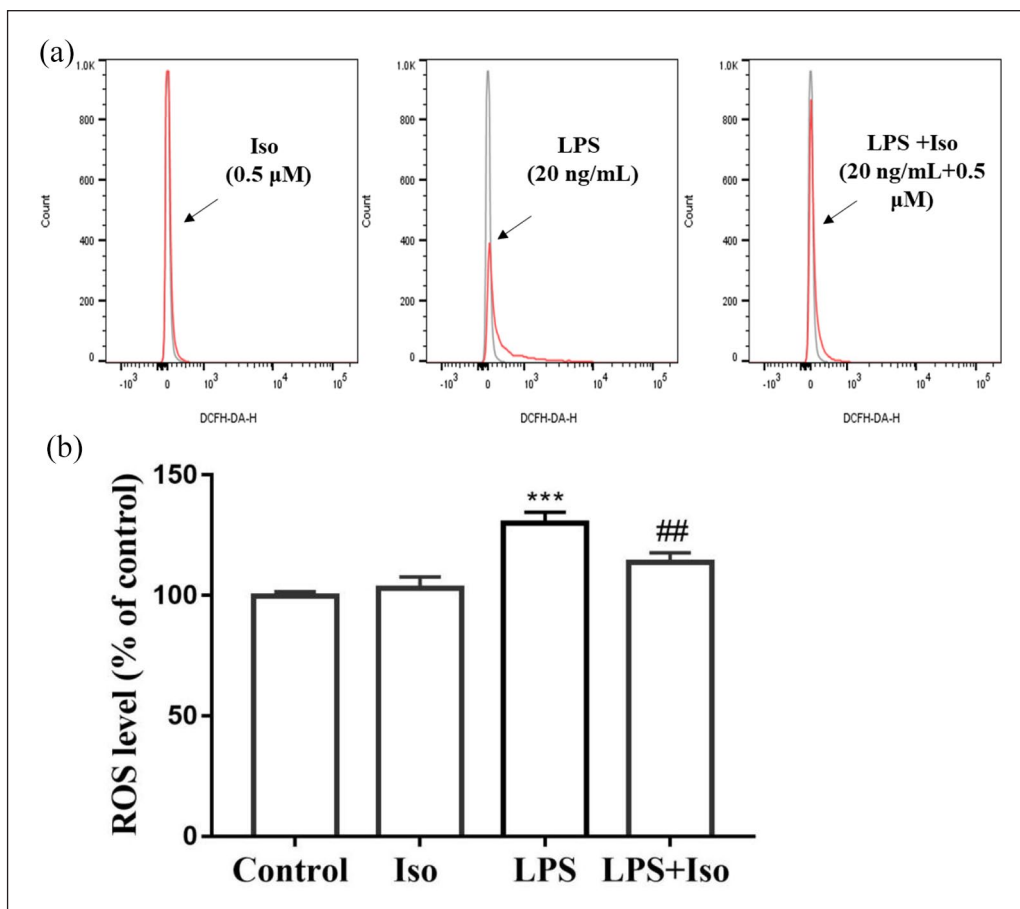 (a)
1.0K
800
600
400
200
0
Count
-10³ 0 10³ 10⁴ 10⁵
DCFH-DA-H
Iso
(0.5 μM)
1.0K
800
600
400
200
0
Count
-10³ 0 10³ 10⁴ 10⁵
DCFH-DA-H
LPS
(20 ng/mL)
1.0K
800
600
400
200
0
Count
-10³ 0 10³ 10⁴ 10⁵
DCFH-DA-H
LPS +Iso
(20 ng/mL+0.5
μM)
(b)
ROS level (% of control)
150
100
50
0
***
##
Control Iso LPS LPS+Iso